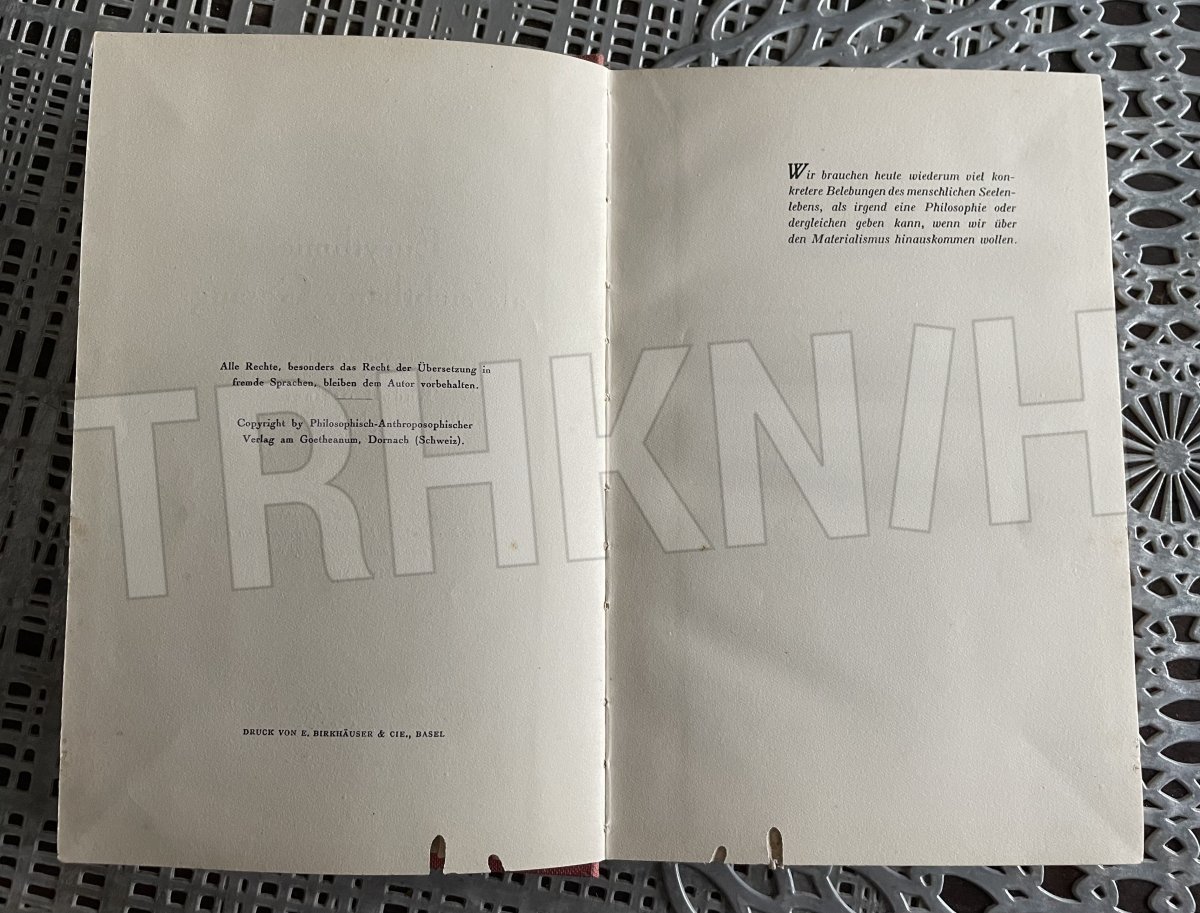 Alle Rechte, besonders das Recht der Übersetzung in
fremde Sprachen, bleiben dem Autor vorbehalten.
Copyright by Philosophisch-Anthroposophischer
Verlag am Goetheanum, Dornach (Schweiz).
DRUCK VON E. BIRKHÄUSER & CIE., BASEL
Wir brauchen heute wiederum viel kon-
kretere Belebungen des menschlichen Seelen-
lebens, als irgend eine Philosophie oder
dergleichen geben kann, wenn wir über
den Materialismus hinauskommen wollen.
TRHKN/H